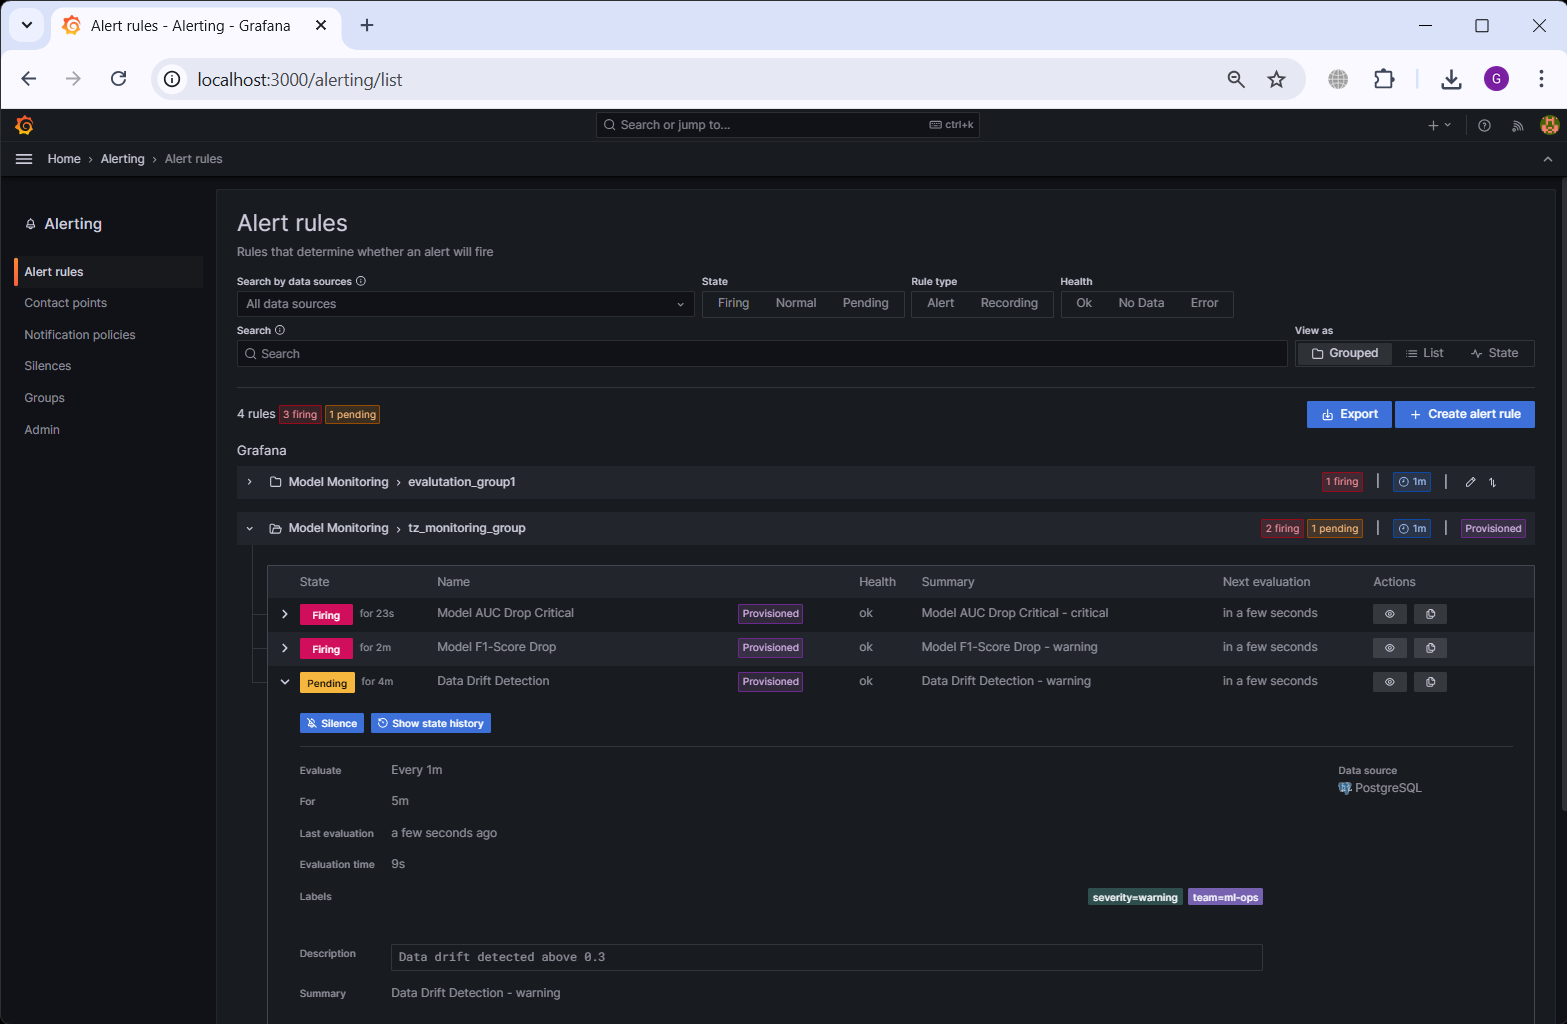 Alert rules - Alerting - Grafana
localhost:3000/alerting/list
G
Search or jump to... ctrl+k
Home › Alerting › Alert rules
Alerting
Alert rules
Contact points
Notification policies
Silences
Groups
Admin
Alert rules
Rules that determine whether an alert will fire
Search by data sources State Rule type Health
All data sources Firing Normal Pending Alert Recording Ok No Data Error
Search View as
Search Grouped List State
4 rules 3 firing 1 pending Export + Create alert rule
Grafana
Model Monitoring › evalutation_group1 1 firing | 1m |
Model Monitoring › tz_monitoring_group 2 firing 1 pending | 1m | Provisioned
State Name Health Summary Next evaluation Actions
Firing for 23s Model AUC Drop Critical Provisioned ok Model AUC Drop Critical - critical in a few seconds
Firing for 2m Model F1-Score Drop Provisioned ok Model F1-Score Drop - warning in a few seconds
Pending for 4m Data Drift Detection Provisioned ok Data Drift Detection - warning in a few seconds
Silence Show state history
Evaluate Every 1m Data source
For 5m PostgreSQL
Last evaluation a few seconds ago
Evaluation time 9s
Labels severity=warning team=ml-ops
Description Data drift detected above 0.3
Summary Data Drift Detection - warning